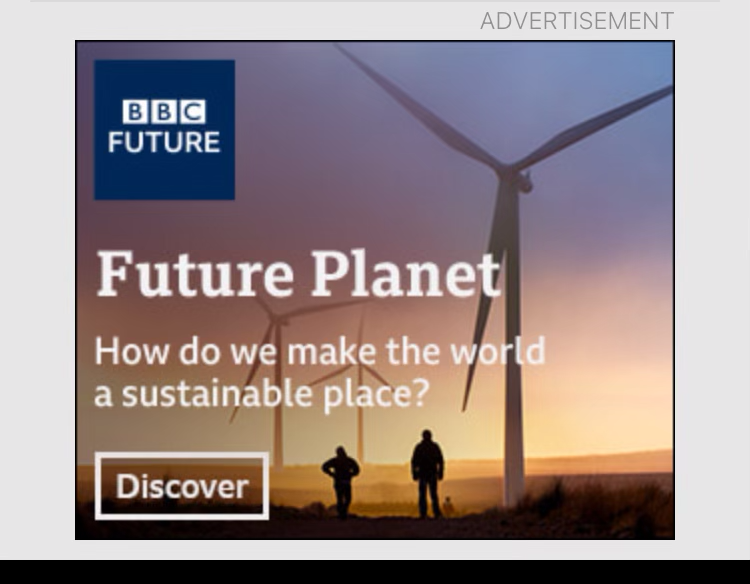 ADVERTISEMENT
BBC
FUTURE
Future Planet
How do we make the world
a sustainable place?
Discover